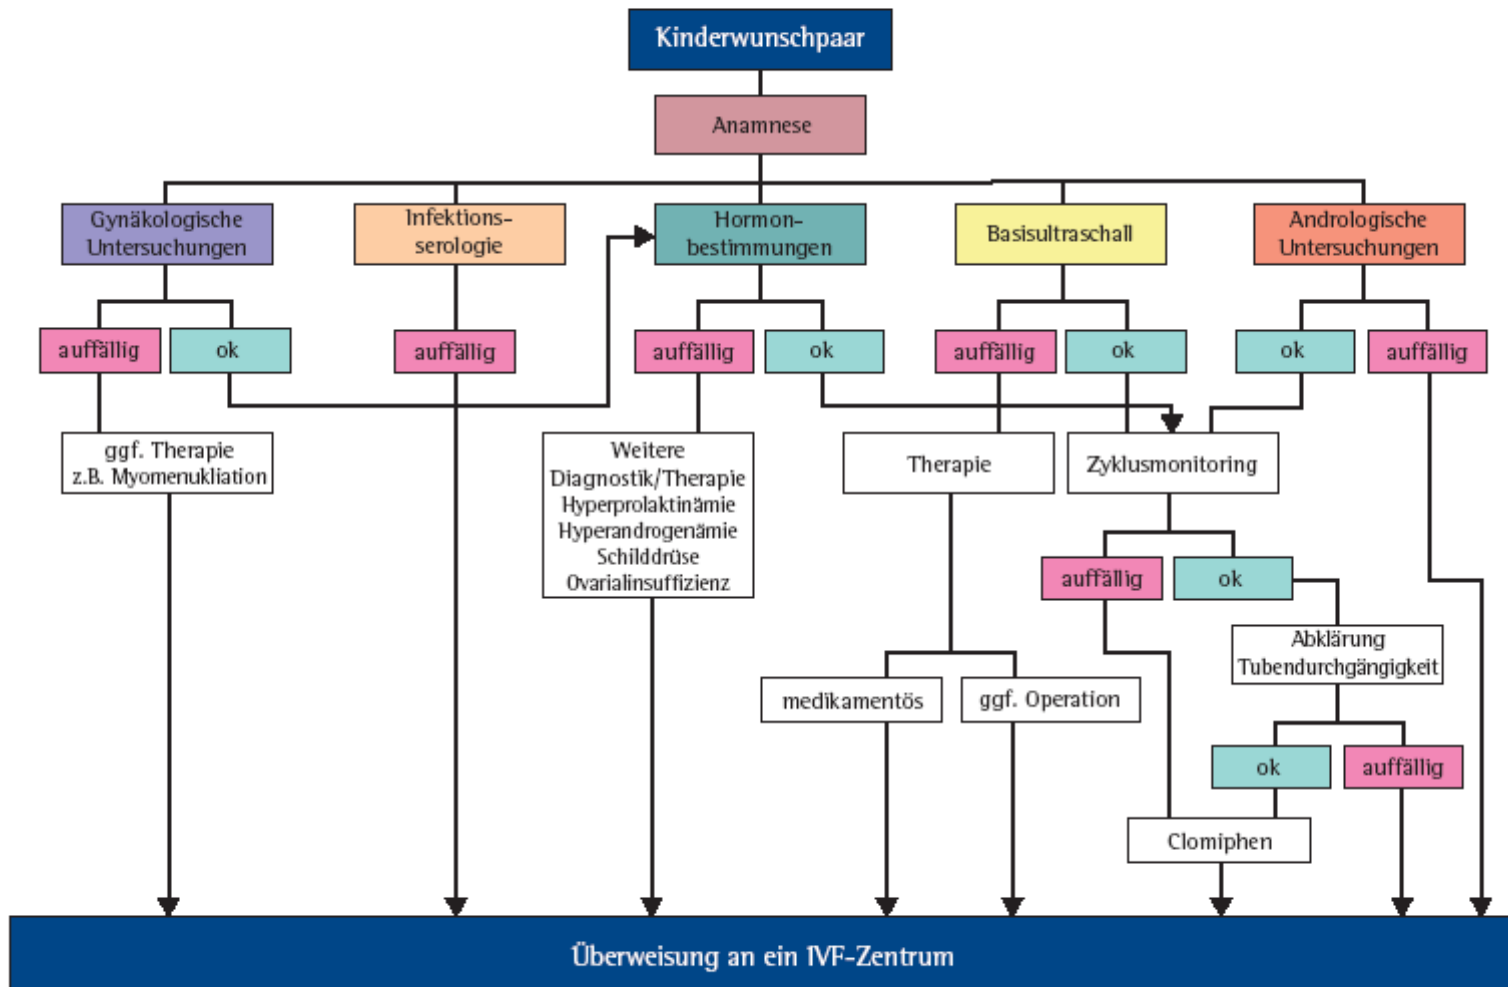 Kinderwunschpaar
Anamnese
Gynäkologische
Untersuchungen
Infektions-
serologie
Hormon-
bestimmungen
Basisultraschall
Andrologische
Untersuchungen
auffällig
ok
auffällig
auffällig
ok
auffällig
ok
ok
auffällig
ggf. Therapie
z.B. Myomenukliation
Weitere
Diagnostik/Therapie
Hyperprolaktinämie
Hyperandrogenämie
Schilddrüse
Ovarialinsuffizienz
Therapie
Zyklusmonitoring
auffällig
ok
Abklärung
Tubendurchgängigkeit
medikamentös
ggf. Operation
ok
auffällig
Clomiphen
Überweisung an ein IVF-Zentrum